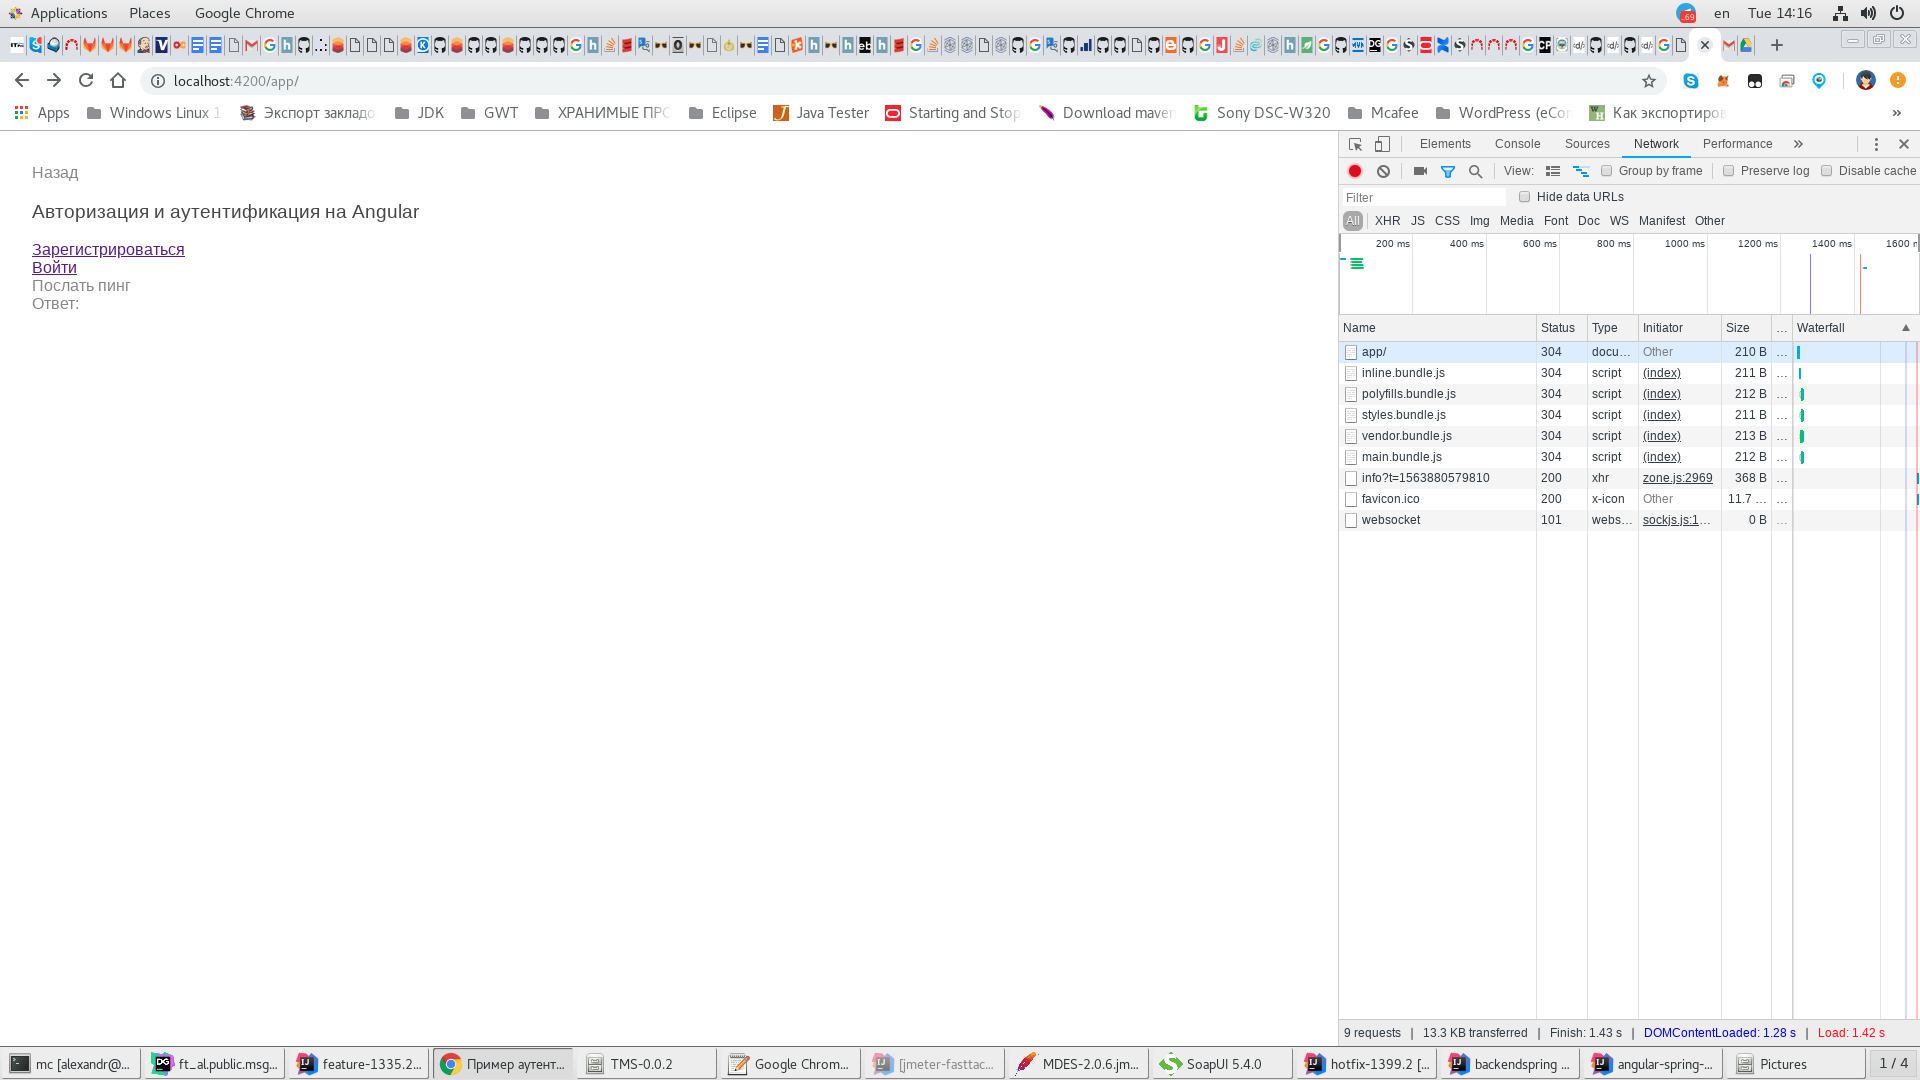 Applications Places Google Chrome
en Tue 14:16
localhost:4200/app/
Apps Windows Linux 1 Экспорт закладо JDK GWT ХРАНИМЫЕ ПРО Eclipse Java Tester Starting and Stop Download maven Sony DSC-W320 Mcafee WordPress (eCo Как экспортиров »
Назад
Авторизация и аутентификация на Angular
Зарегистрироваться
Войти
Послать пинг
Ответ:
Elements Console Sources Network Performance »
View: Group by frame Preserve log Disable cache
Filter Hide data URLs
All XHR JS CSS Img Media Font Doc WS Manifest Other
200 ms 400 ms 600 ms 800 ms 1000 ms 1200 ms 1400 ms 1600 m
Name Status Type Initiator Size ... Waterfall
app/ 304 docu... Other 210 B ...
inline.bundle.js 304 script (index) 211 B ...
polyfills.bundle.js 304 script (index) 212 B ...
styles.bundle.js 304 script (index) 211 B ...
vendor.bundle.js 304 script (index) 213 B ...
main.bundle.js 304 script (index) 212 B ...
info?t=1563880579810 200 xhr zone.js:2969 368 B ...
favicon.ico 200 x-icon Other 11.7 ... ...
websocket 101 webs... sockjs.js:1... 0 B ...
9 requests | 13.3 KB transferred | Finish: 1.43 s | DOMContentLoaded: 1.28 s | Load: 1.42 s
mc [alexandr@... ft_al.public.msg... feature-1335.2... Пример аутент... TMS-0.0.2 Google Chrom... [jmeter-fasttac... MDES-2.0.6.jm... SoapUI 5.4.0 hotfix-1399.2 [... backendspring ... angular-spring-... Pictures 1 / 4